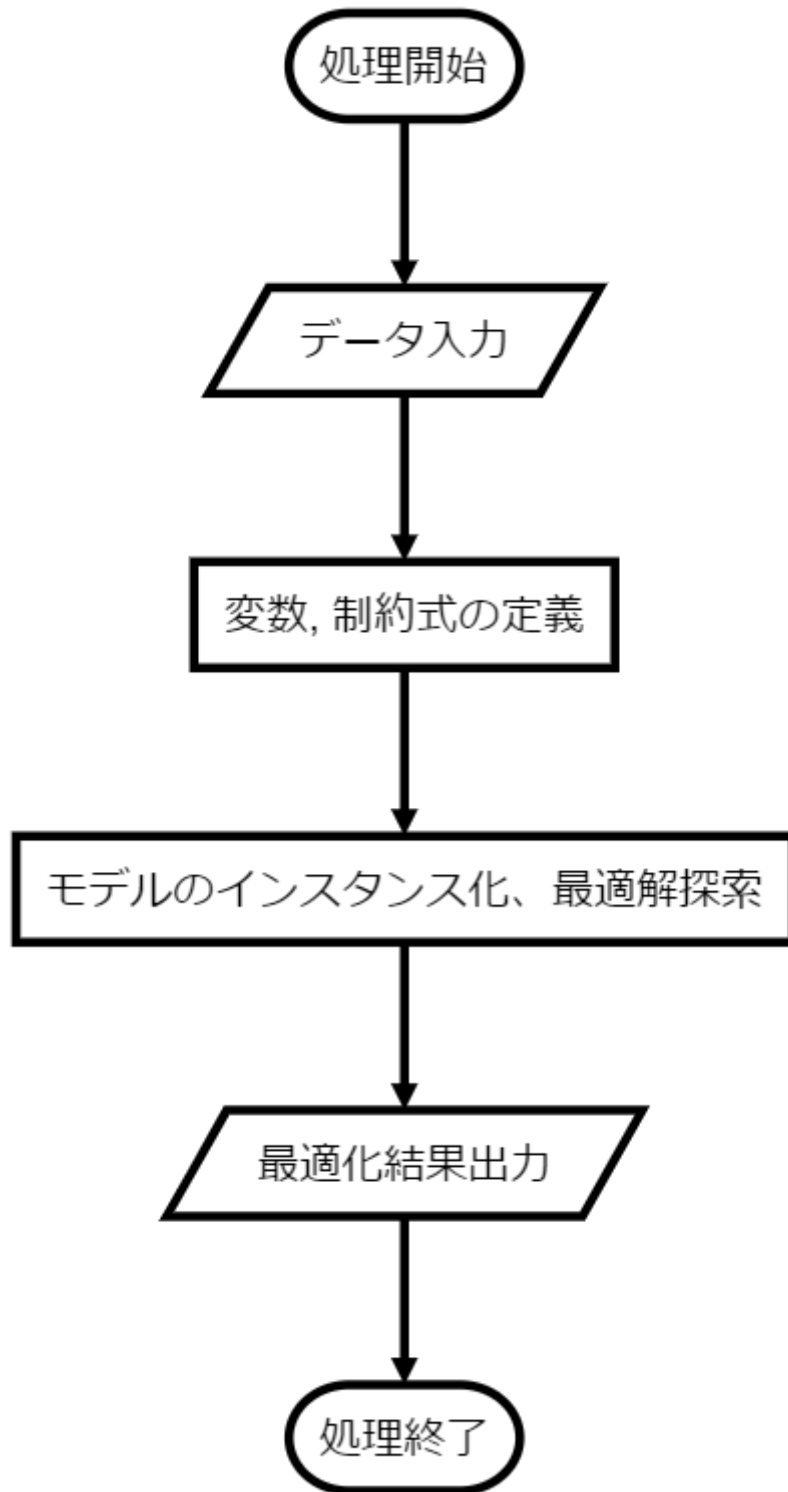 処理開始
データ入力
変数, 制約式の定義
モデルのインスタンス化、最適解探索
最適化結果出力
処理終了